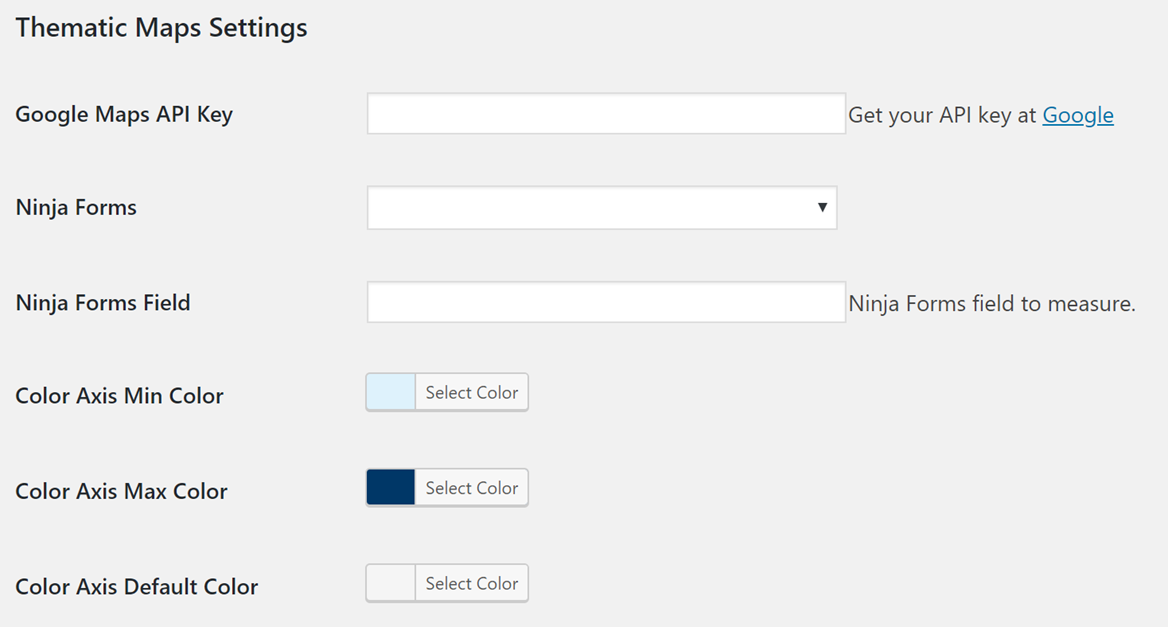 Thematic Maps Settings
Google Maps API Key Get your API key at Google
Ninja Forms
Ninja Forms Field Ninja Forms field to measure.
Color Axis Min Color Select Color
Color Axis Max Color Select Color
Color Axis Default Color Select Color